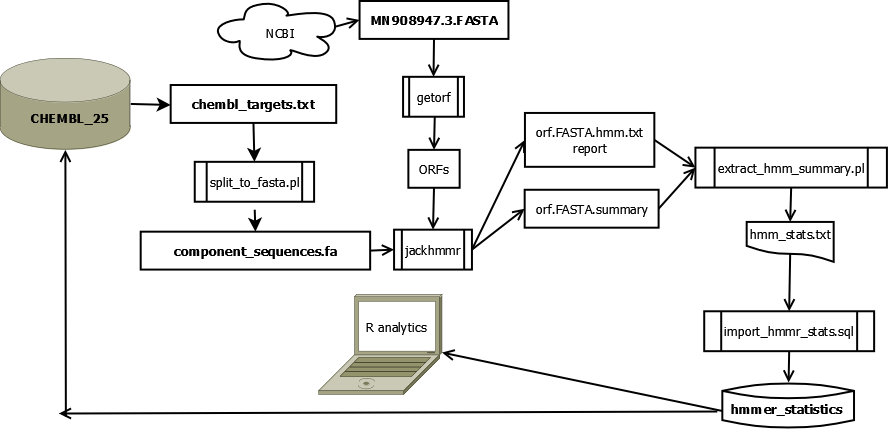 MN908947.3.FASTA
NCBI
CHEMBL_25
chembl_targets.txt
getorf
orf.FASTA.hmm.txt
report
split_to_fasta.pl
ORFs
extract_hmm_summary.pl
orf.FASTA.summary
component_sequences.fa
jackhmmr
hmm_stats.txt
R analytics
import_hmmr_stats.sql
hmmer_statistics